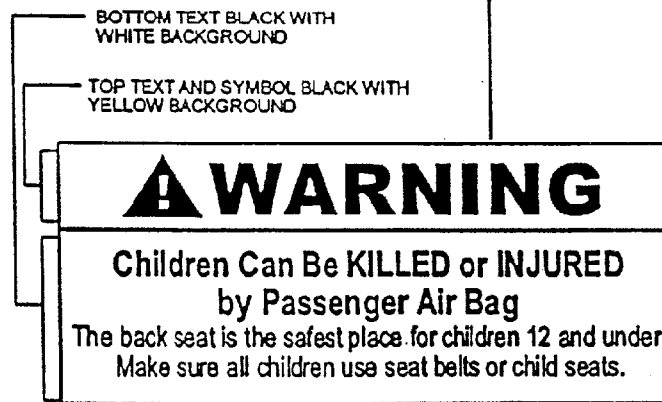 BOTTOM TEXT BLACK WITH
WHITE BACKGROUND
TOP TEXT AND SYMBOL BLACK WITH
YELLOW BACKGROUND
WARNING
Children Can Be KILLED or INJURED
by Passenger Air Bag
The back seat is the safest place for children 12 and under
Make sure all children use seat belts or child seats.